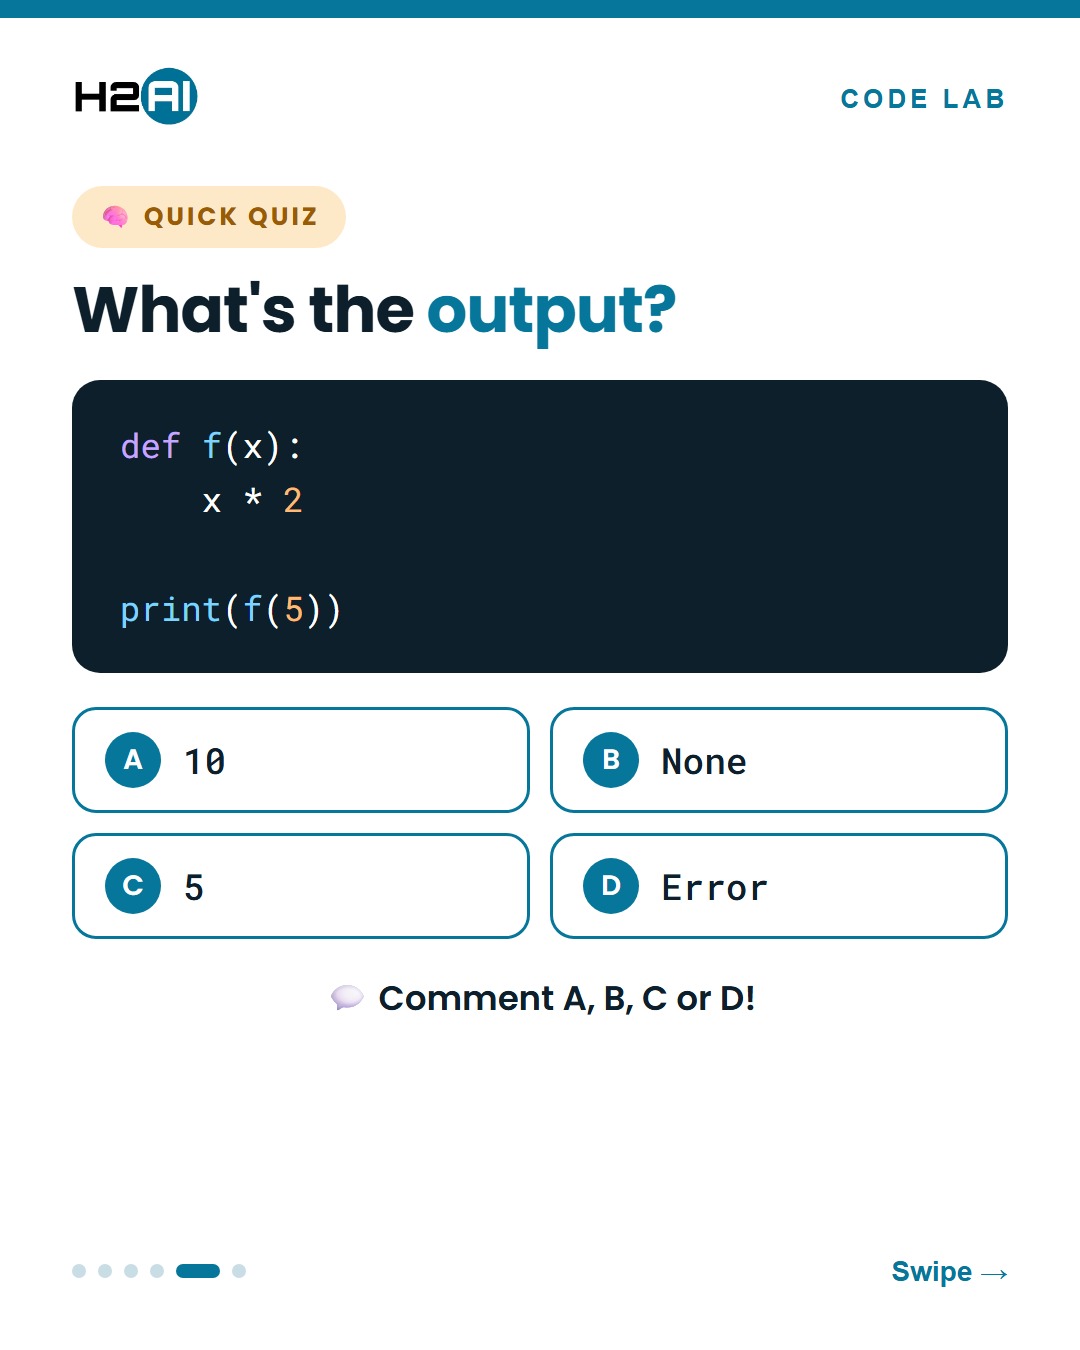 H2AI
CODE LAB
🧠 QUICK QUIZ
What's the output?
def f(x):
    x * 2

print(f(5))
A 10
B None
C 5
D Error
💬 Comment A, B, C or D!
Swipe →